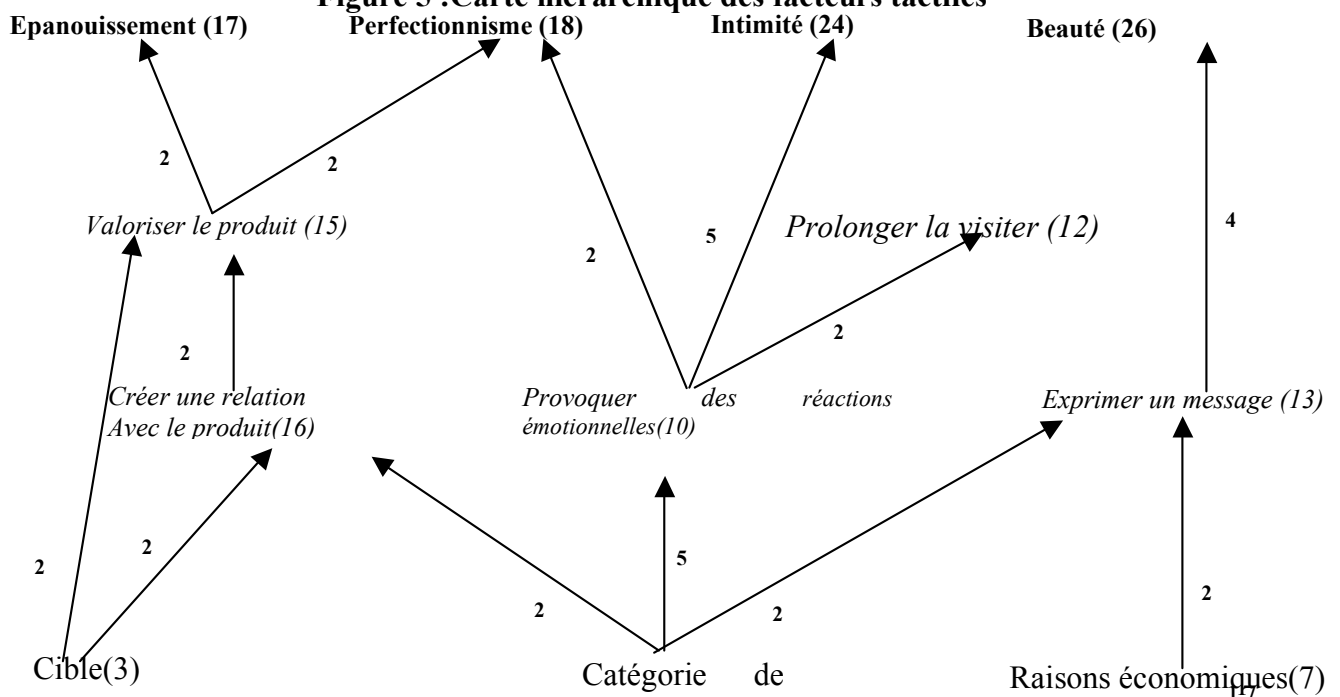 Figure 5 :Carte hiérarchique des facteurs tactiles
Epanouissement (17) Perfectionnisme (18) Intimité (24) Beauté (26)
2 2
Valoriser le produit (15) 2 5 Prolonger la visiter (12) 4
2 2
Créer une relation
Avec le produit(16)
Provoquer des réactions
émotionnelles(10)
Exprimer un message (13)
2 2 2 5 2 2
Cible(3) Catégorie de Raisons économiques(7)